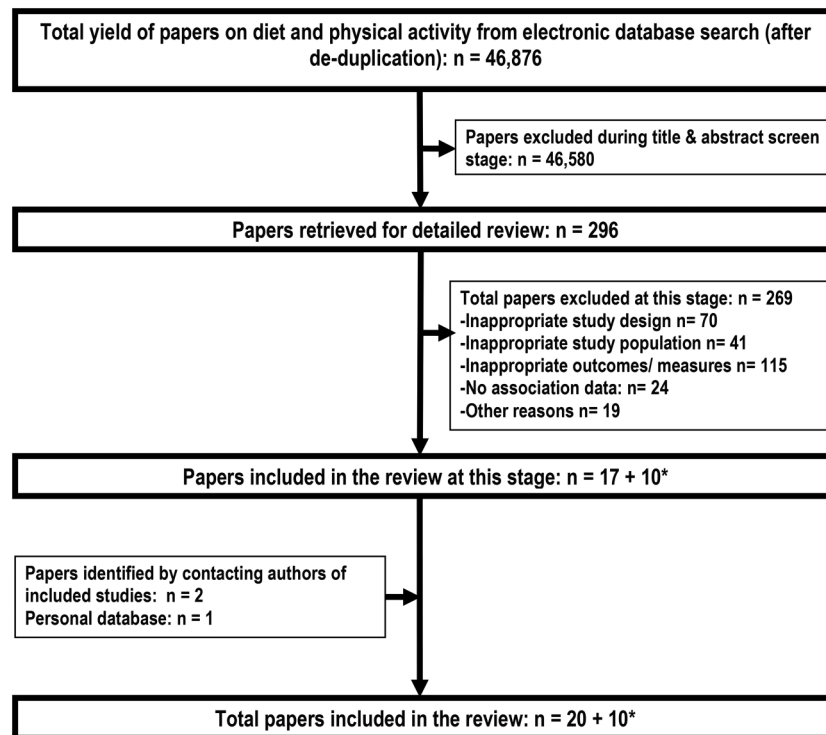 Total yield of papers on diet and physical activity from electronic database search (after
de-duplication): n = 46,876
Papers excluded during title & abstract screen
stage: n = 46,580
Papers retrieved for detailed review: n = 296
Total papers excluded at this stage: n = 269
-Inappropriate study design n= 70
-Inappropriate study population n= 41
-Inappropriate outcomes/ measures n= 115
-No association data: n= 24
-Other reasons n= 19
Papers included in the review at this stage: n = 17 + 10*
Papers identified by contacting authors of
included studies: n = 2
Personal database: n = 1
Total papers included in the review: n = 20 + 10*